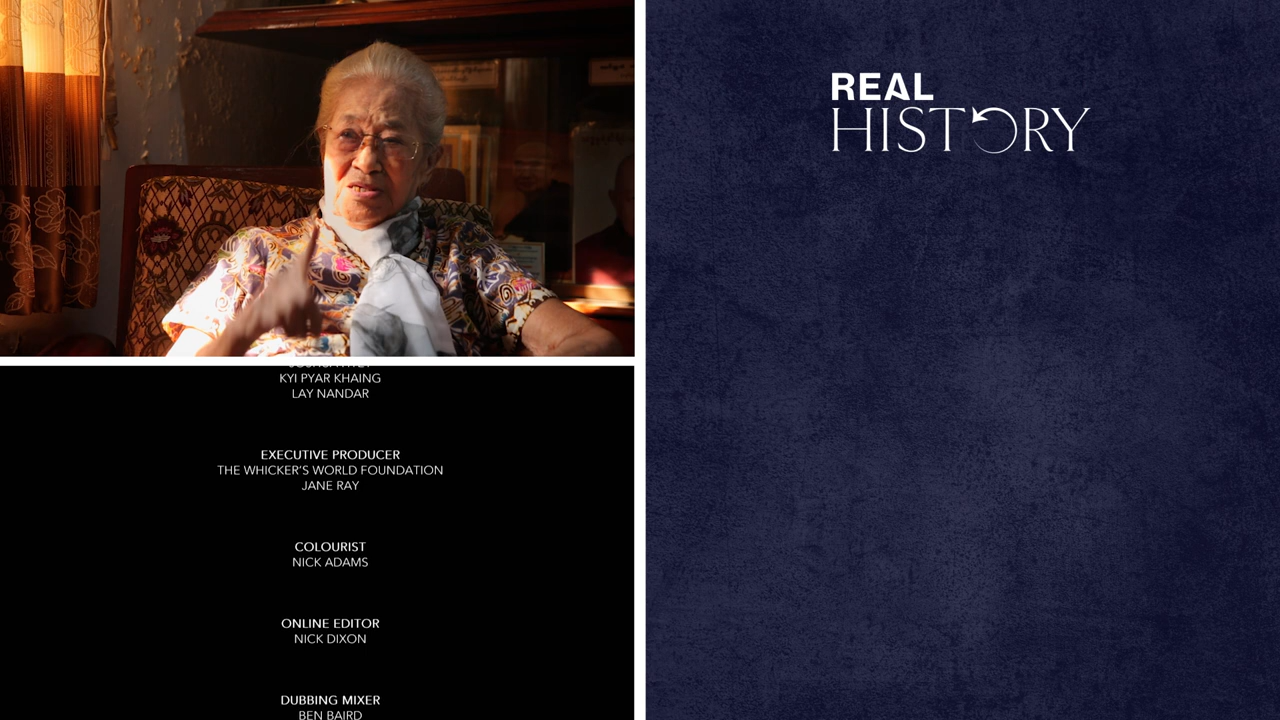 KYI PYAR KHAING
LAY NANDAR
EXECUTIVE PRODUCER
THE WHICKER'S WORLD FOUNDATION
JANE RAY
COLOURIST
NICK ADAMS
ONLINE EDITOR
NICK DIXON
DUBBING MIXER
BEN BAIRD
REAL
HISTORY